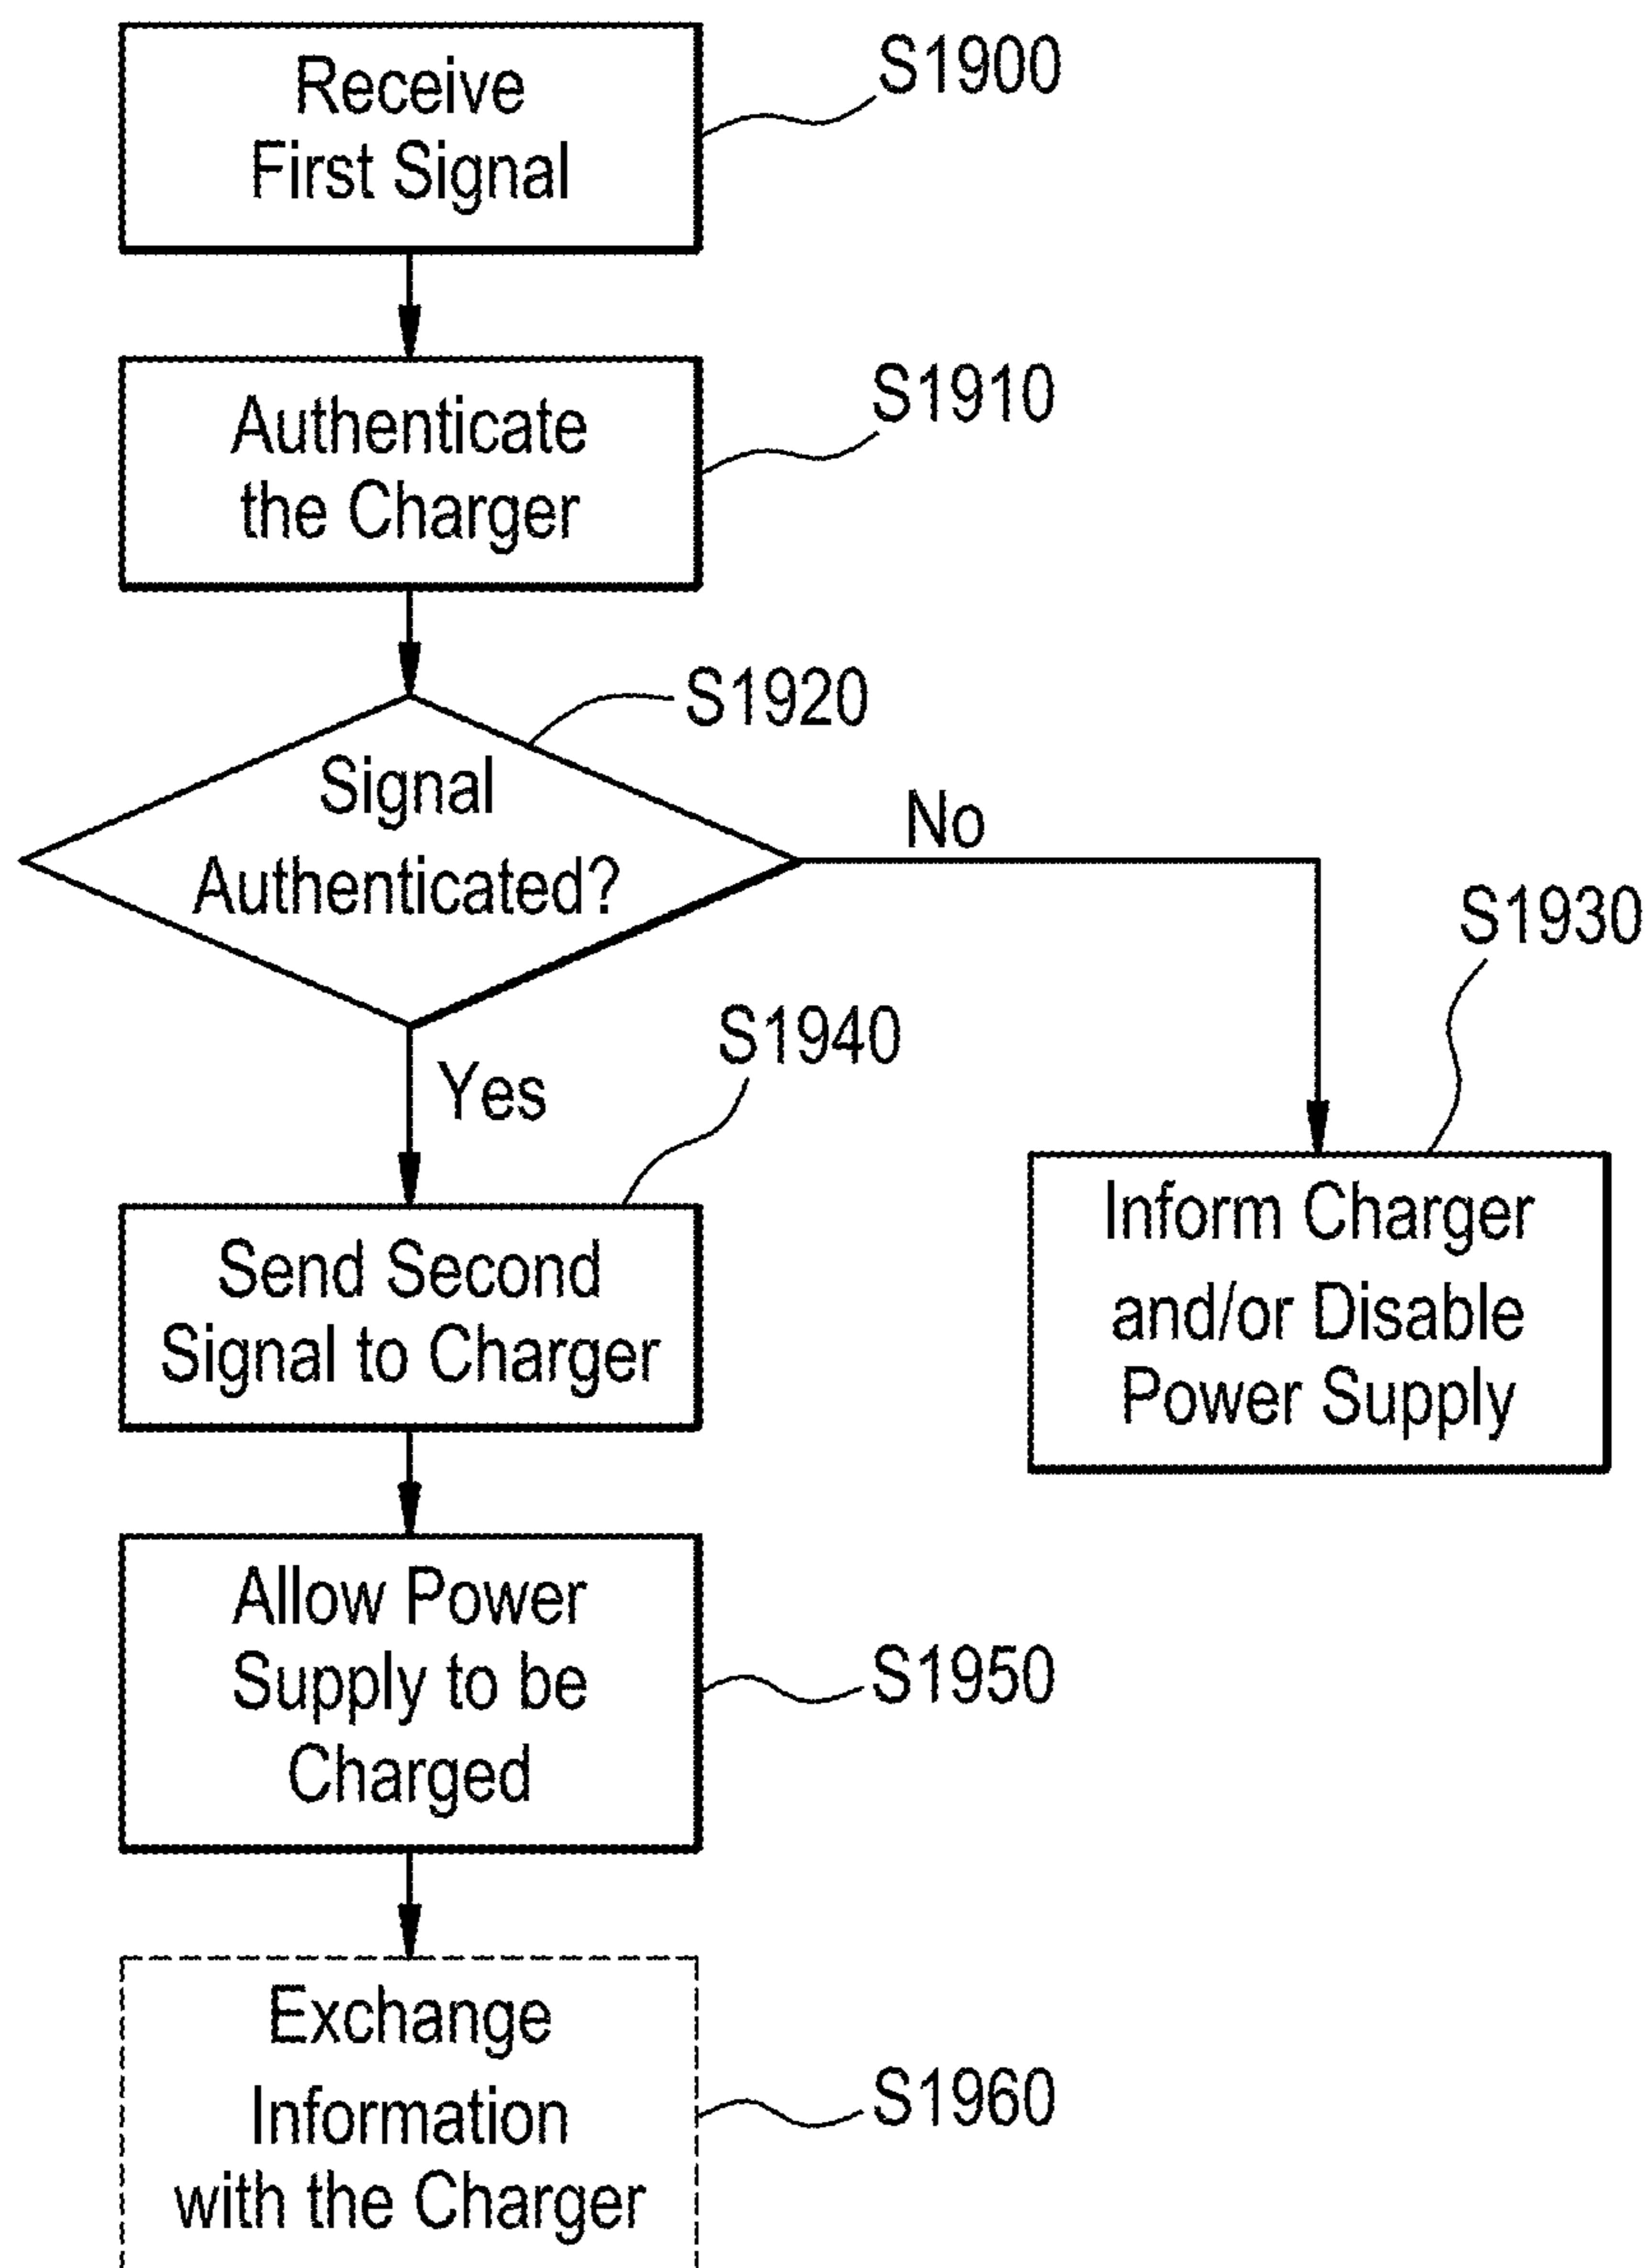 Receive
First Signal
S1900
Authenticate
the Charger
S1910
S1920
Signal
Authenticated?
No
S1930
Yes
S1940
Inform Charger
and/or Disable
Power Supply
Send Second
Signal to Charger
Allow Power
Supply to be
Charged
S1950
Exchange
Information
with the Charger
S1960